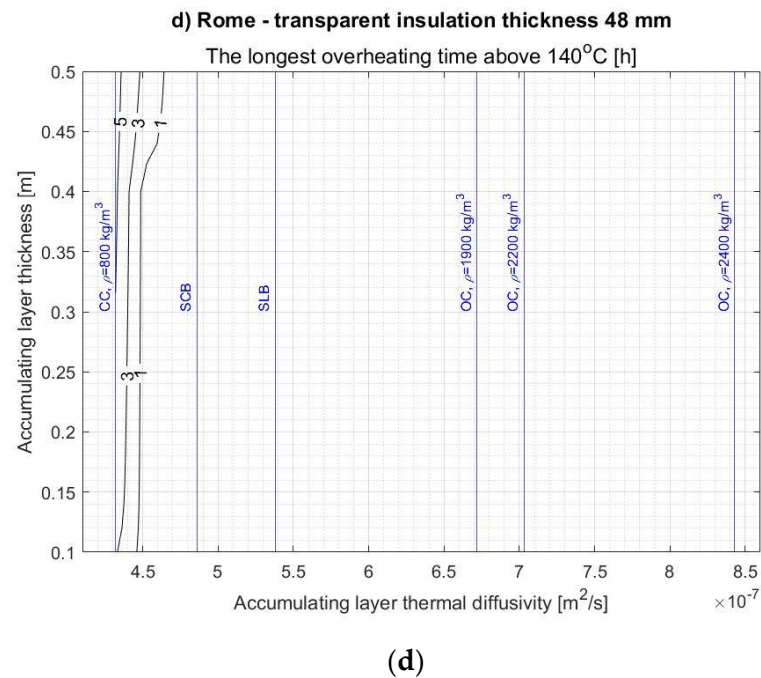 d) Rome - transparent insulation thickness 48 mm
The longest overheating time above 140°C [h]
Accumulating layer thickness [m]
0.5
0.45
0.4
0.35
0.3
0.25
0.2
0.15
0.1
5
3
1
3
1
CC, ρ=800 kg/m³
SCB
SLB
OC, ρ=1900 kg/m³
OC, ρ=2200 kg/m³
OC, ρ=2400 kg/m³
4.5 5 5.5 6 6.5 7 7.5 8 8.5
Accumulating layer thermal diffusivity [m²/s]
×10⁻⁷
(d)